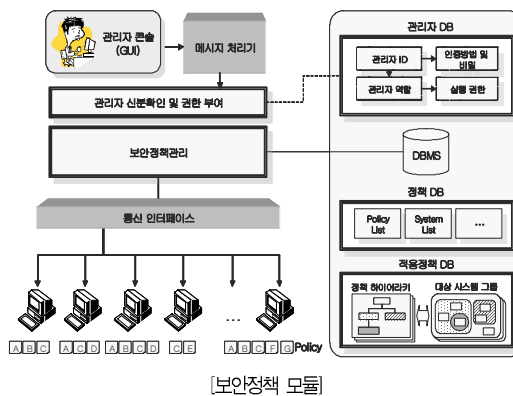 관리자 콘솔
(GUI)
메시지 처리기
관리자 신분확인 및 권한 부여
보안정책관리
통신 인터페이스
...
A B C
A C D
A B C D
C E
A B C F G Policy
관리자 DB
관리자 ID
인증방법 및
비밀
관리자 역할
실행 권한
DBMS
정책 DB
Policy
List
System
List
...
적용정책 DB
정책 하이어라키
대상 시스템 그룹
[보안정책 모듈]